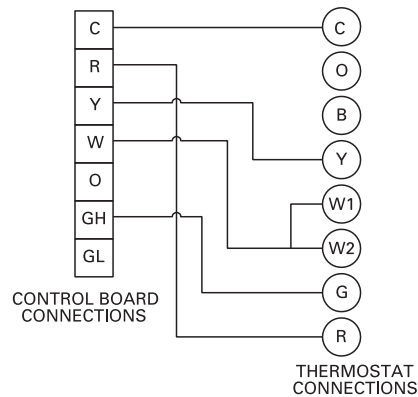 C
R
Y
W
O
GH
GL
CONTROL BOARD
CONNECTIONS
C
O
B
Y
W1
W2
G
R
THERMOSTAT
CONNECTIONS